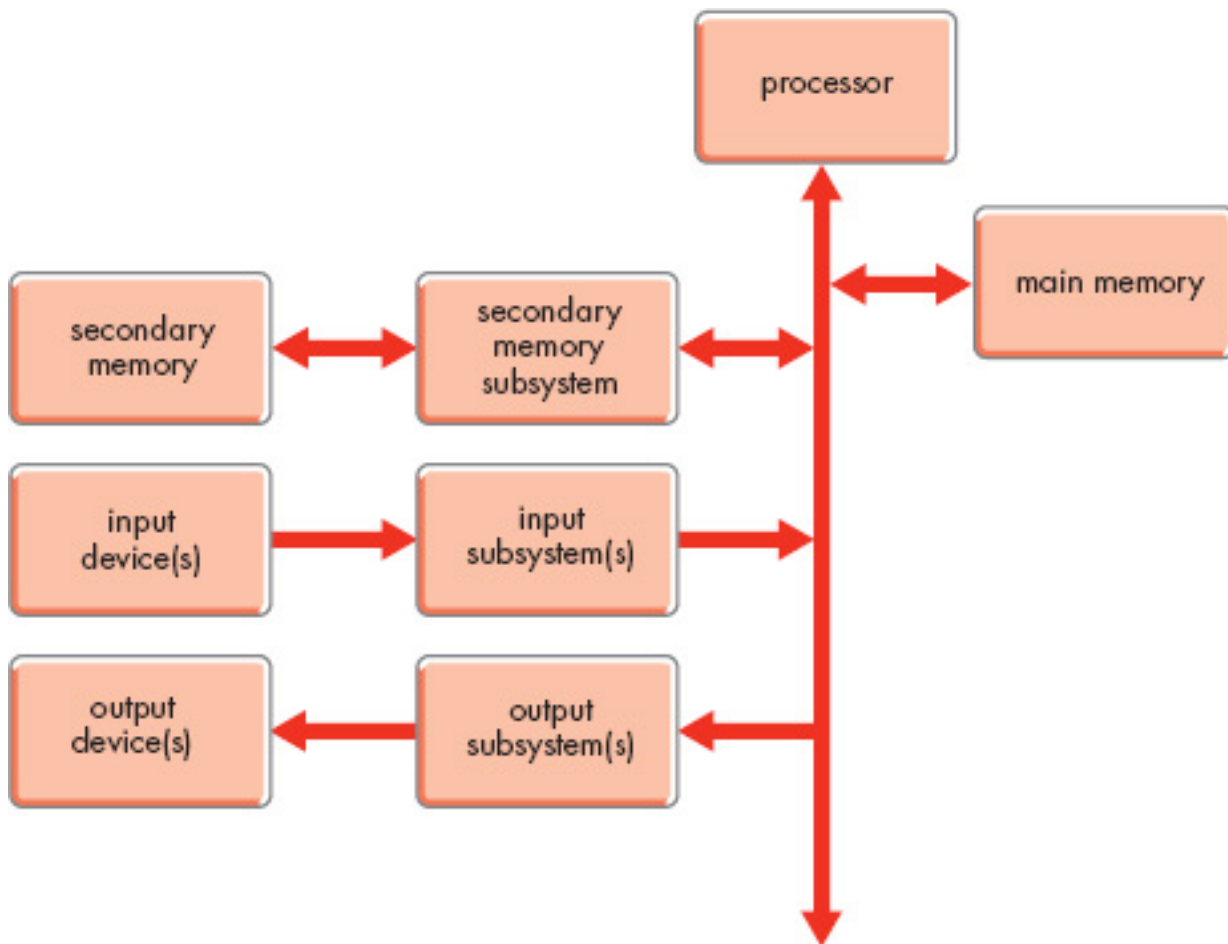 processor
main memory
secondary
memory
secondary
memory
subsystem
input
device(s)
input
subsystem(s)
output
device(s)
output
subsystem(s)